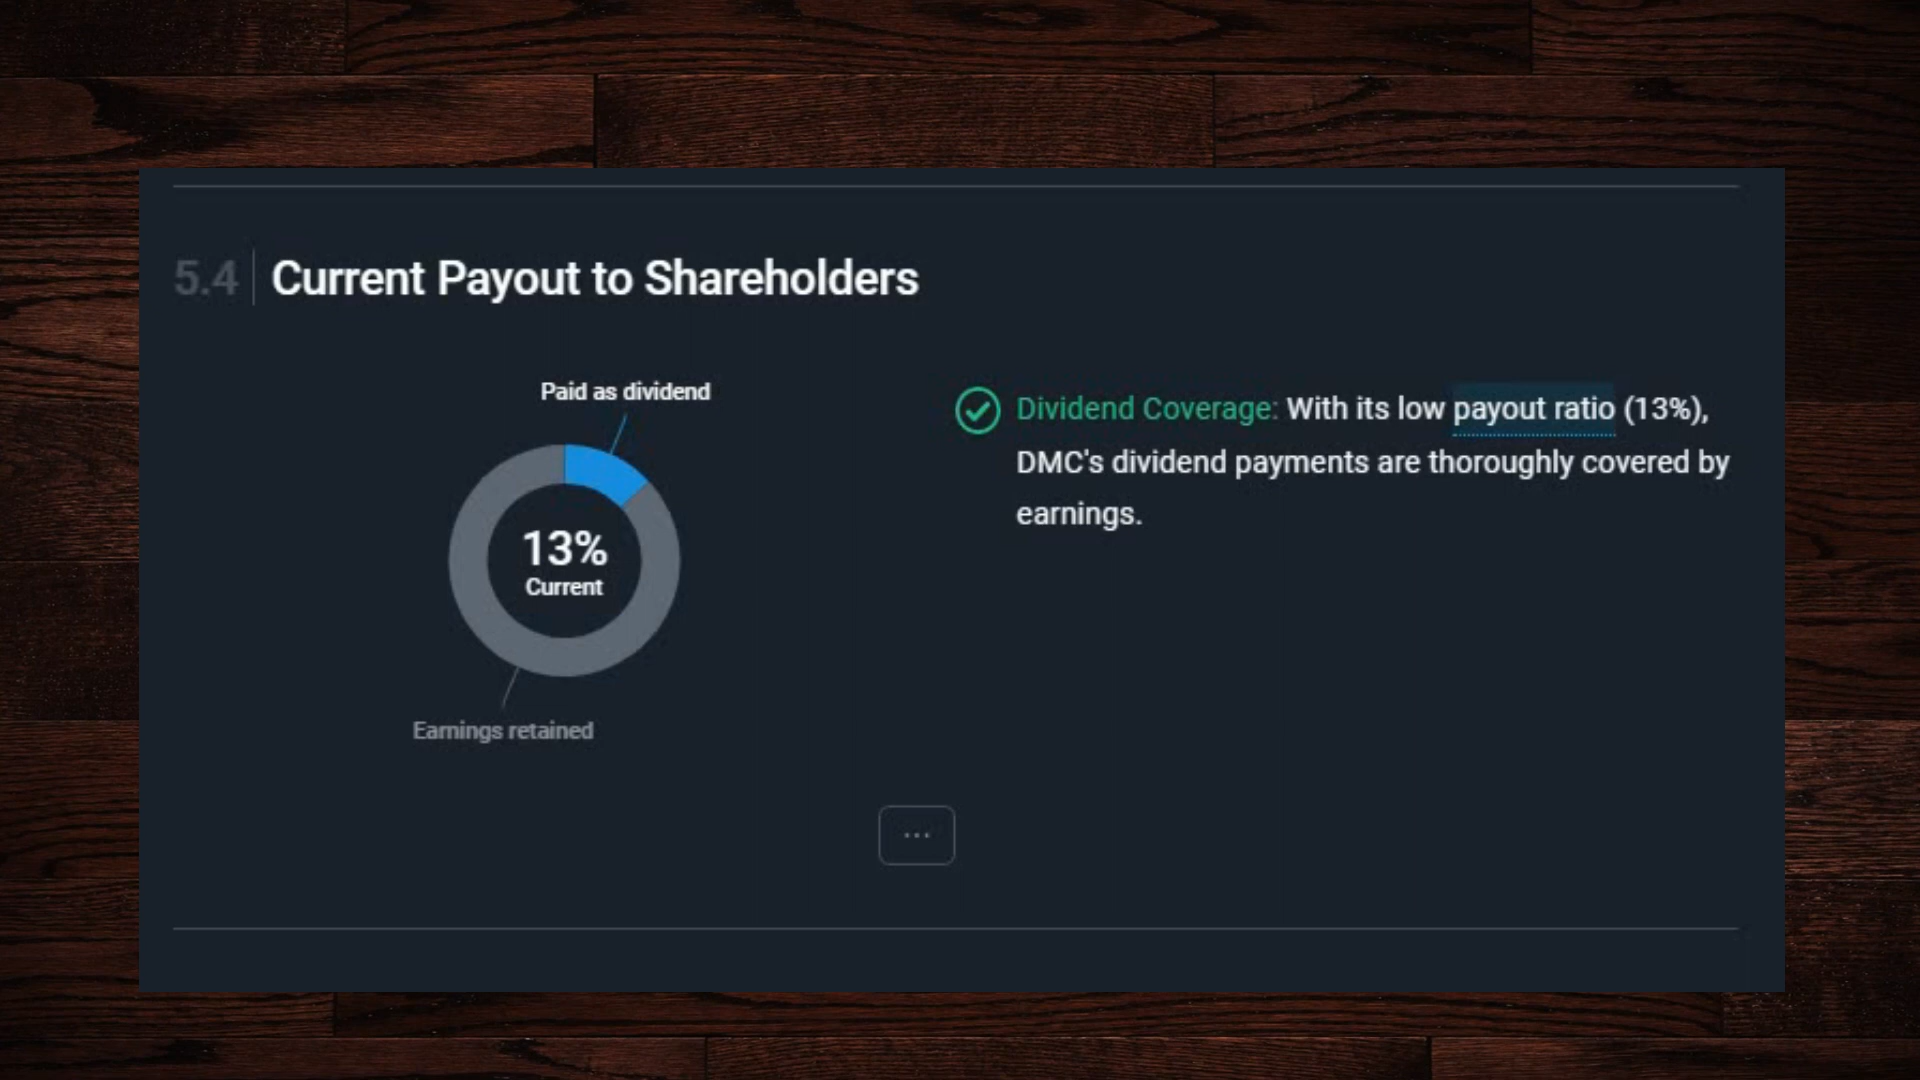 5.4 Current Payout to Shareholders
Paid as dividend
13%
Current
Earnings retained
Dividend Coverage: With its low payout ratio (13%),
DMC's dividend payments are thoroughly covered by
earnings.
...